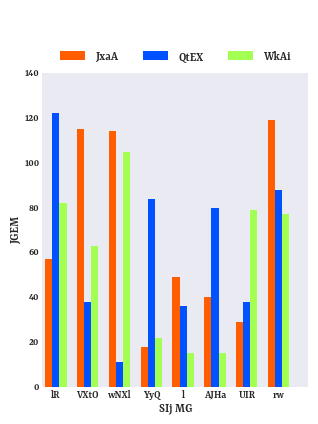 JxaA QtEX WkAi
140
120
100
80
60
40
20
0
JGEM
lR VXtO wNXl YyQ l AJHa UIR rw
SIj MG